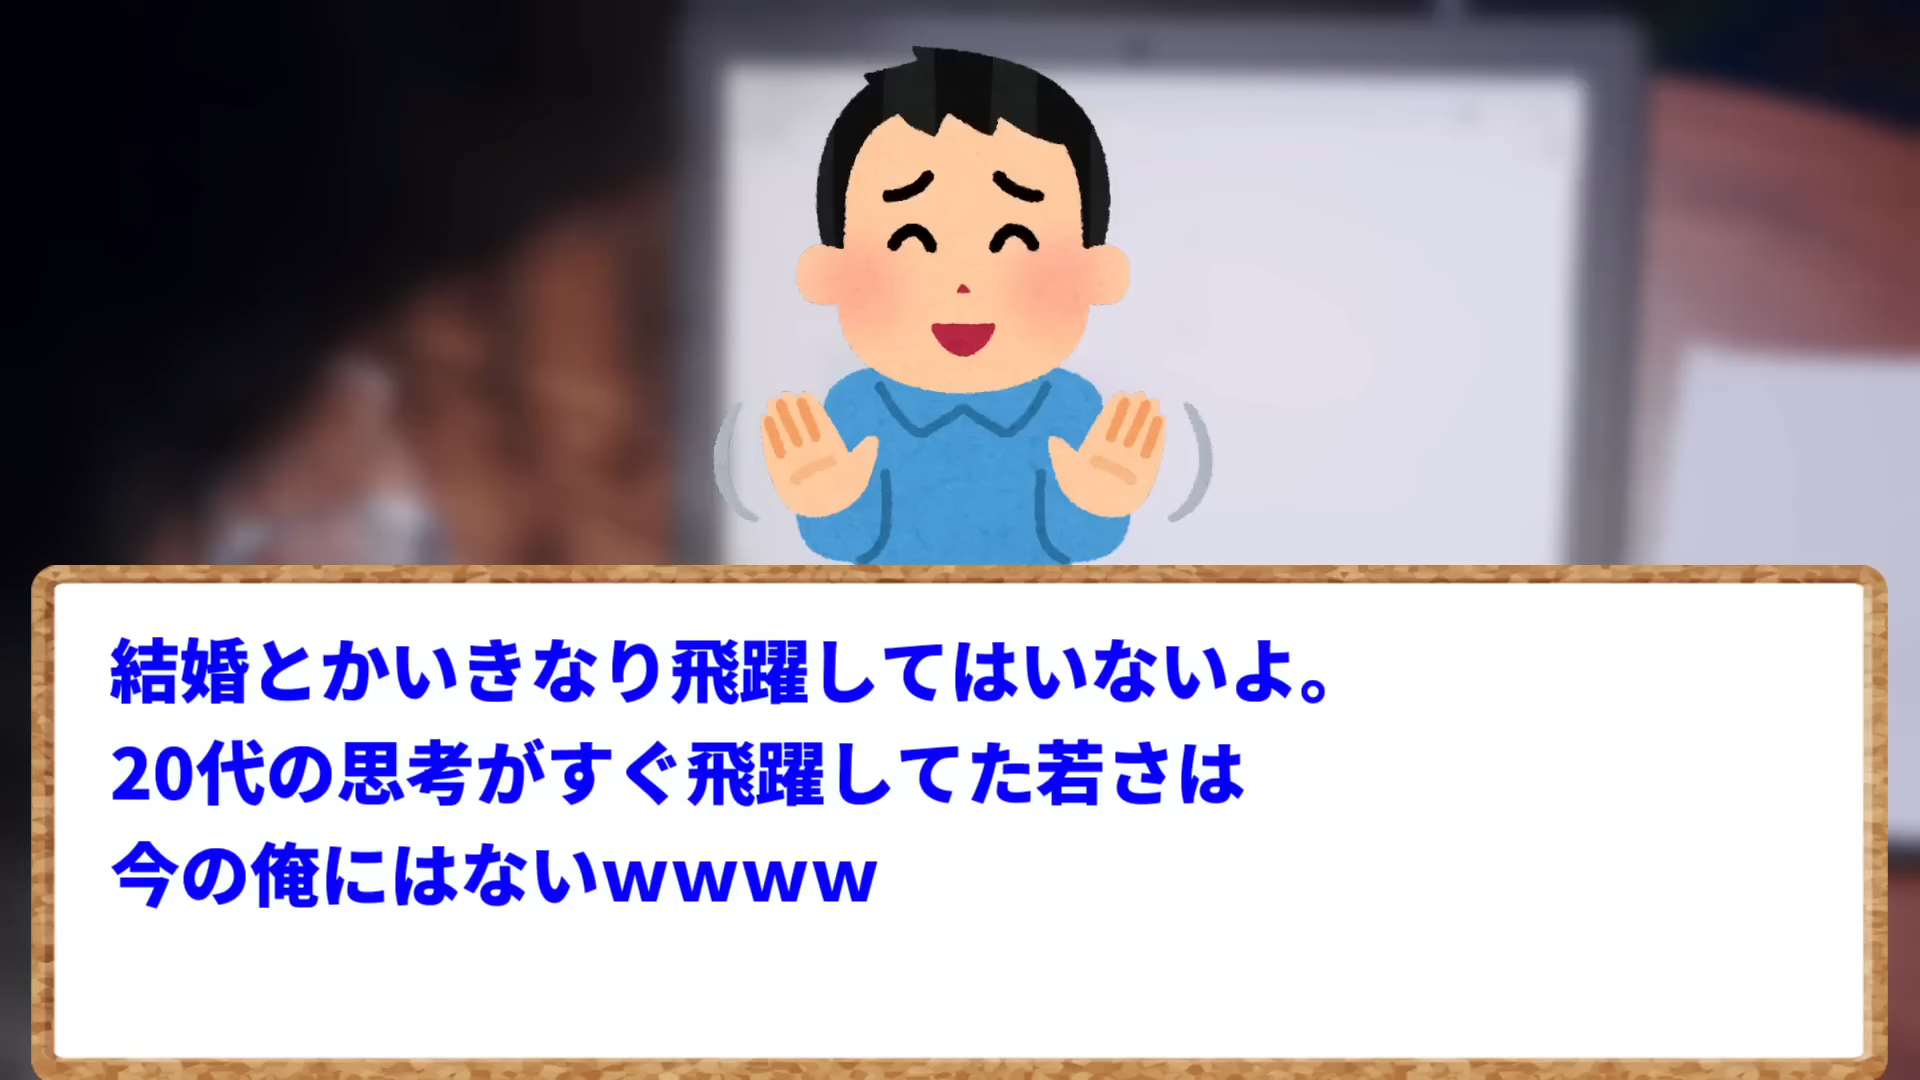 結婚とかいきなり飛躍してはいないよ。
20代の思考がすぐ飛躍してた若さは
今の俺にはないｗｗｗｗ